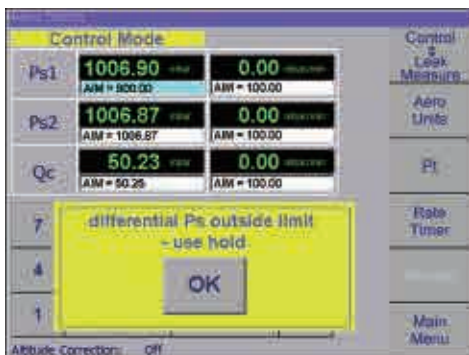 Control Mode
Control
Leak
Measure
Ps1 1006.90 mbar 0.00
AIM = 900.00 AIM = 100.00
Aero
Units
Ps2 1006.87 mbar 0.00
AIM = 1006.87 AIM = 100.00
Qc 50.23 mbar 0.00
AIM = 50.25 AIM = 100.00
Pt
7
differential Ps outside limit
- use hold
Rate
Timer
4
OK
1
Main
Menu
Altitude Correction: Off